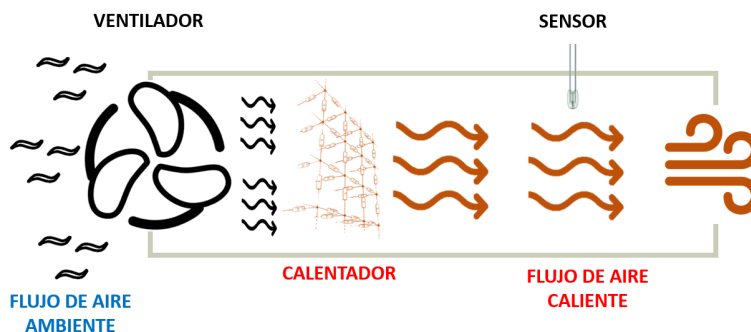 VENTILADOR
SENSOR
CALENTADOR
FLUJO DE AIRE
CALIENTE
FLUJO DE AIRE
AMBIENTE